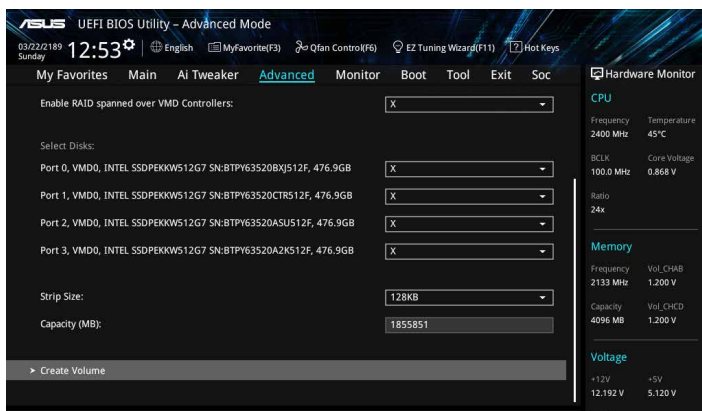 ASUS UEFI BIOS Utility – Advanced Mode
03/22/2189
Sunday
12:53
English
MyFavorite(F3)
Qfan Control(F6)
EZ Tuning Wizard(F11)
? Hot Keys
My Favorites Main Ai Tweaker Advanced Monitor Boot Tool Exit Soc
Enable RAID spanned over VMD Controllers: X
Select Disks:
Port 0, VMD0, INTEL SSDPEKKW512G7 SN:BTPY63520BXJ512F, 476.9GB X
Port 1, VMD0, INTEL SSDPEKKW512G7 SN:BTPY63520CTR512F, 476.9GB X
Port 2, VMD0, INTEL SSDPEKKW512G7 SN:BTPY63520ASU512F, 476.9GB X
Port 3, VMD0, INTEL SSDPEKKW512G7 SN:BTPY63520A2K512F, 476.9GB X
Strip Size: 128KB
Capacity (MB): 1855851
> Create Volume
Hardware Monitor
CPU
Frequency Temperature
2400 MHz 45°C
BCLK Core Voltage
100.0 MHz 0.868 V
Ratio
24x
Memory
Frequency Vol_CHAB
2133 MHz 1.200 V
Capacity Vol_CHCD
4096 MB 1.200 V
Voltage
+12V +5V
12.192 V 5.120 V